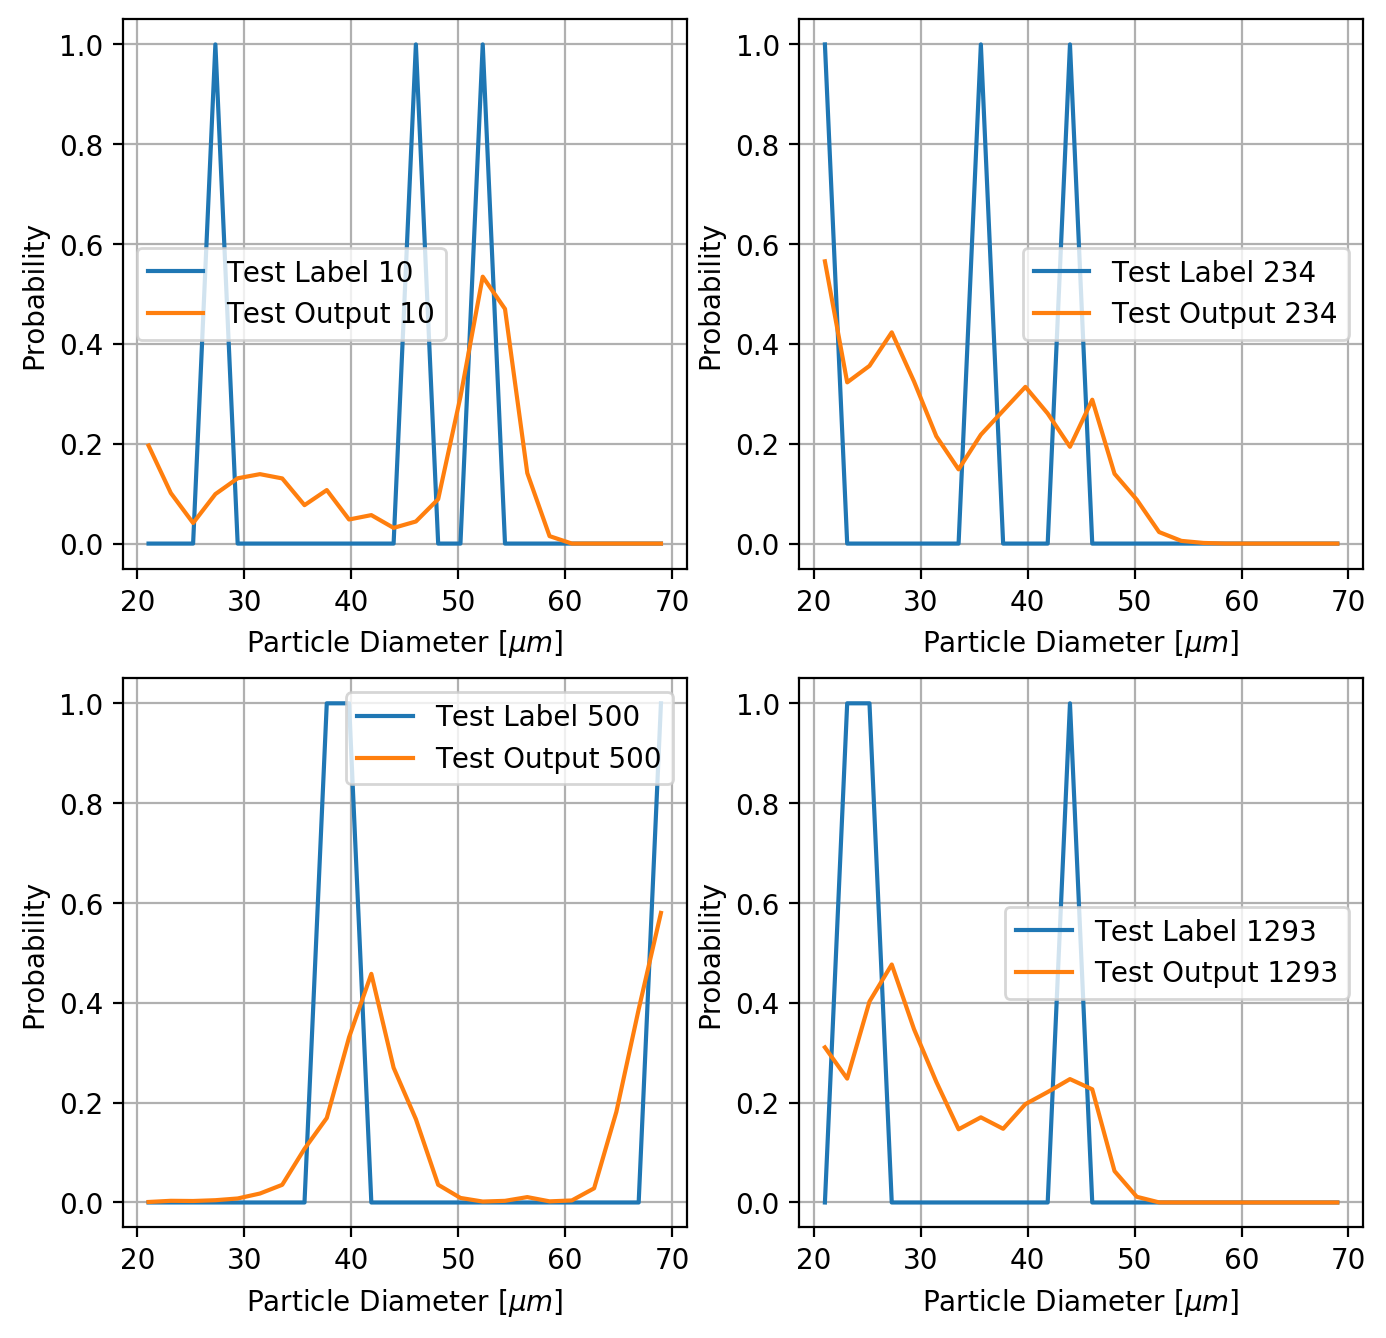 1.0
0.8
0.6
0.4
0.2
0.0
Probability
Test Label 10
Test Output 10
20 30 40 50 60 70
Particle Diameter [μm]
1.0
0.8
0.6
0.4
0.2
0.0
Probability
Test Label 234
Test Output 234
20 30 40 50 60 70
Particle Diameter [μm]
1.0
0.8
0.6
0.4
0.2
0.0
Probability
Test Label 500
Test Output 500
20 30 40 50 60 70
Particle Diameter [μm]
1.0
0.8
0.6
0.4
0.2
0.0
Probability
Test Label 1293
Test Output 1293
20 30 40 50 60 70
Particle Diameter [μm]